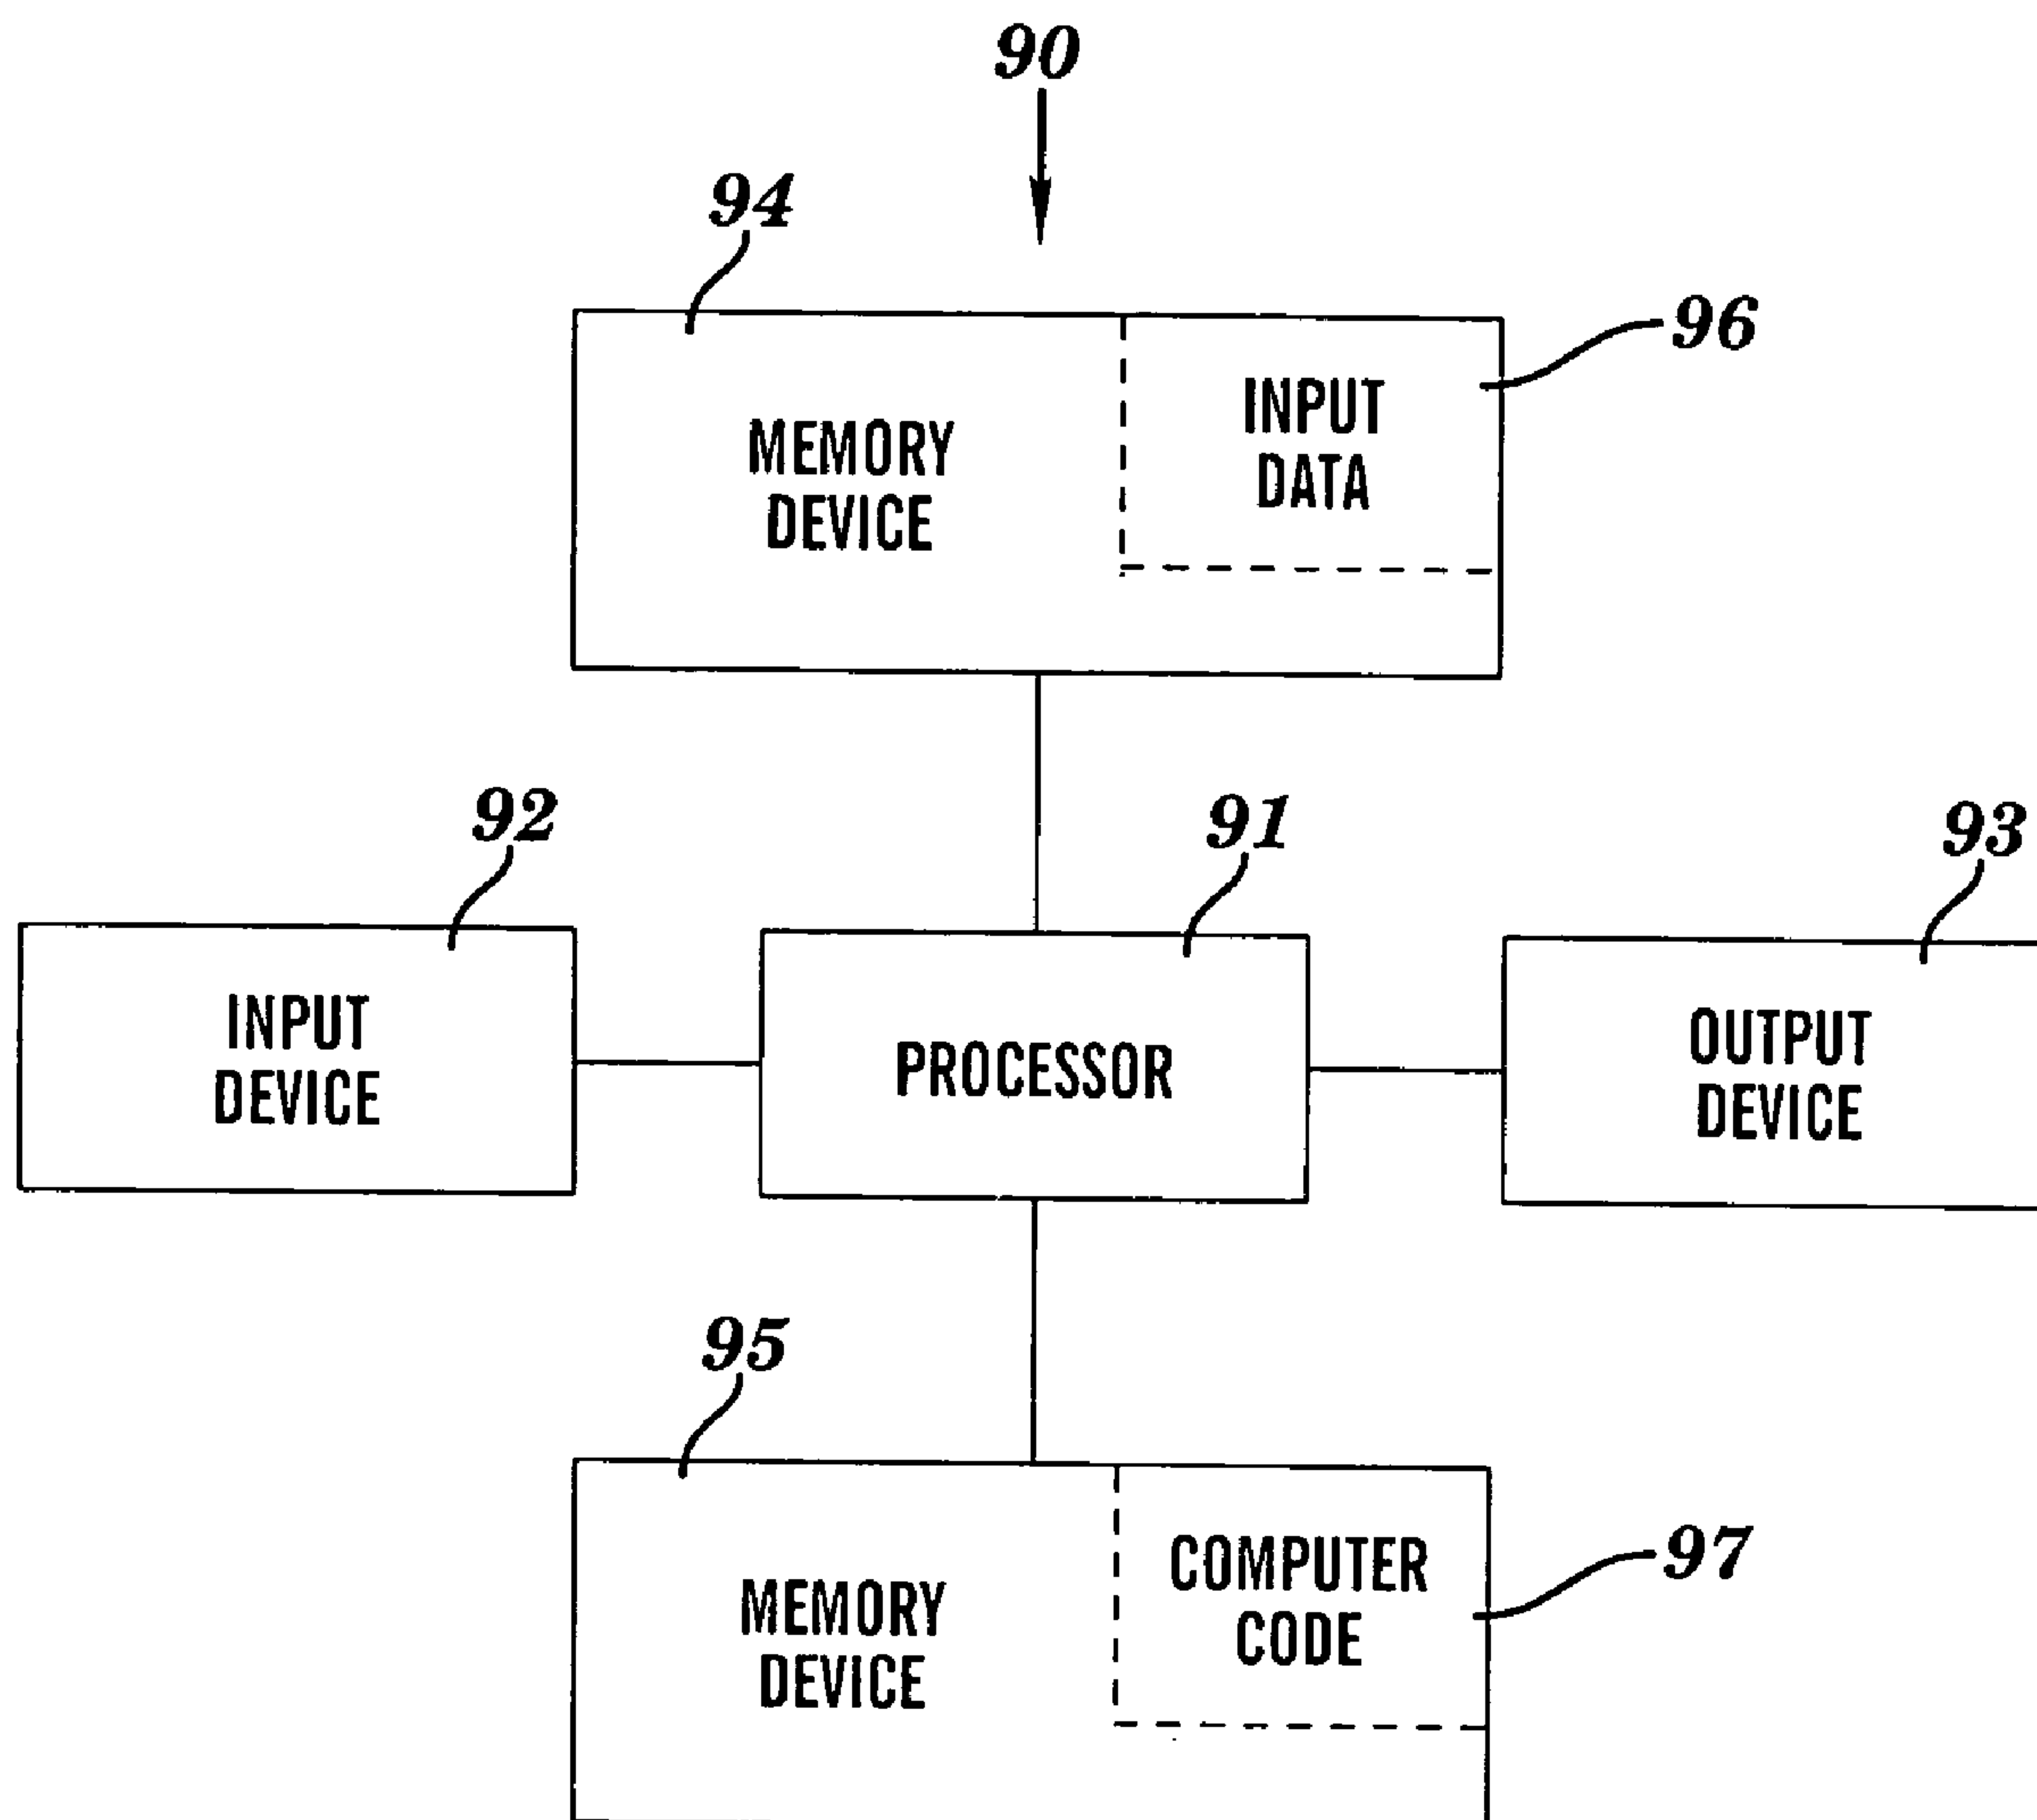 90
94
96
MEMORY
DEVICE
INPUT
DATA
92
91
93
INPUT
DEVICE
PROCESSOR
OUTPUT
DEVICE
95
97
MEMORY
DEVICE
COMPUTER
CODE